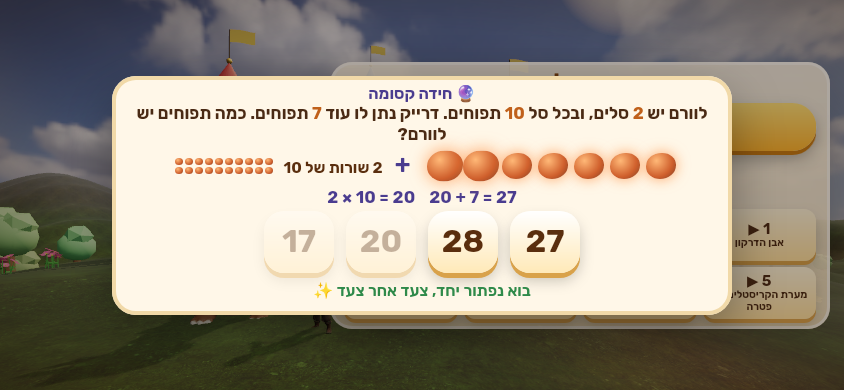 🔮 חידה קסומה
לוורם יש 2 סלים, ובכל סל 10 תפוחים. דרייק נתן לו עוד 7 תפוחים. כמה תפוחים יש
לוורם?
+ 2 שורות של 10
2 × 10 = 20   20 + 7 = 27
27 28 20 17
בוא נפתור יחד, צעד אחר צעד ✨
1 ▶
אבן הדרקון
5 ▶
מערת הקריסטלים
פטרה